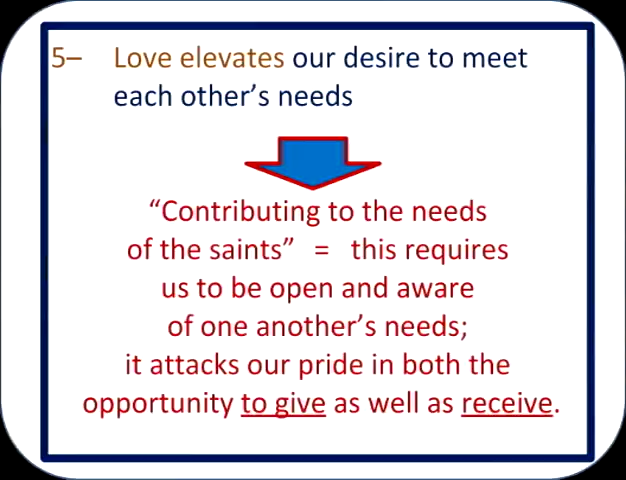 5– Love elevates our desire to meet
each other’s needs
“Contributing to the needs
of the saints” = this requires
us to be open and aware
of one another’s needs;
it attacks our pride in both the
opportunity to give as well as receive.